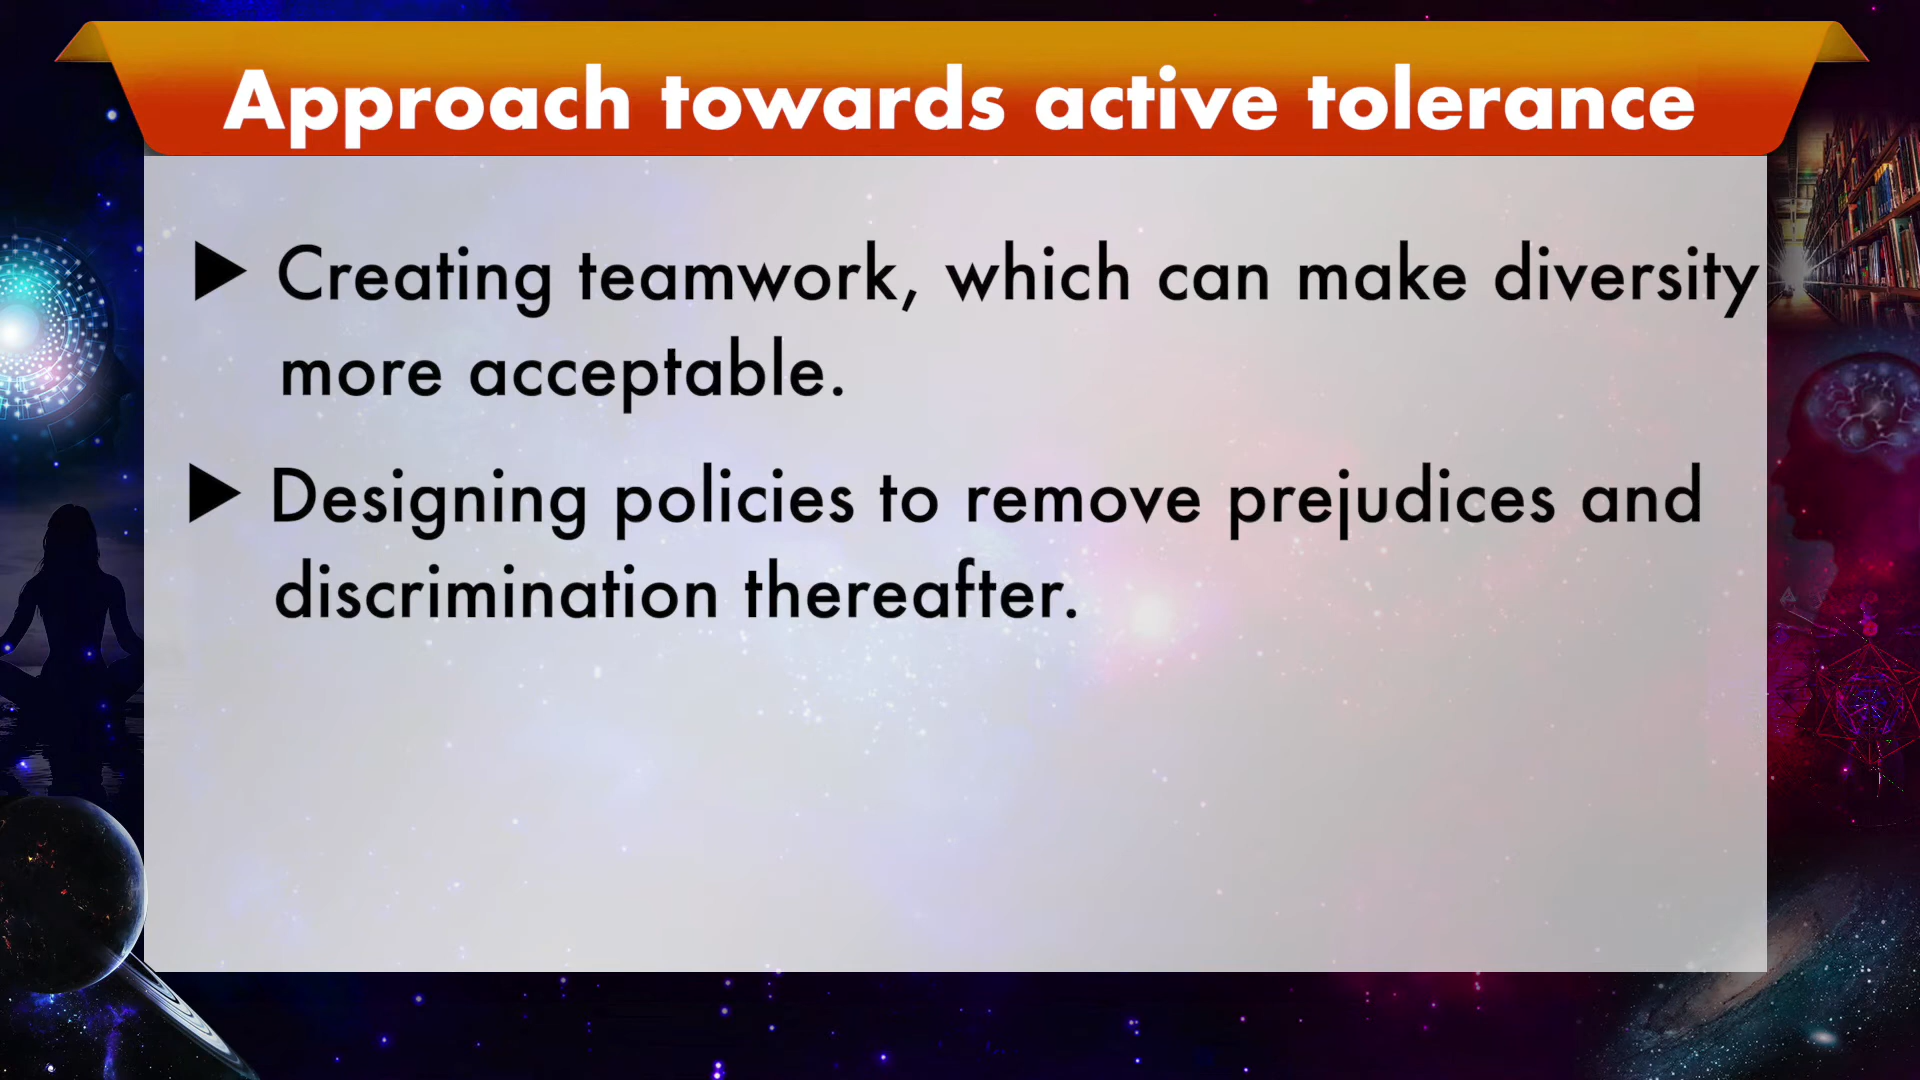 Approach towards active tolerance
▶ Creating teamwork, which can make diversity
more acceptable.
▶ Designing policies to remove prejudices and
discrimination thereafter.